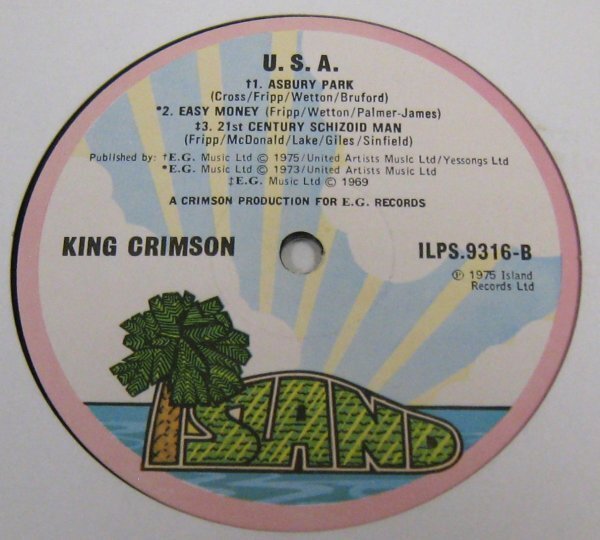 U. S. A.
†1. ASBURY PARK
(Cross/Fripp/Wetton/Bruford)
*2. EASY MONEY (Fripp/Wetton/Palmer-James)
‡3. 21st CENTURY SCHIZOID MAN
(Fripp/McDonald/Lake/Giles/Sinfield)
Published by: †E.G. Music Ltd © 1975/United Artists Music Ltd/Yessongs Ltd
*E.G. Music Ltd © 1973/United Artists Music Ltd
‡E.G. Music Ltd © 1969
A CRIMSON PRODUCTION FOR E.G. RECORDS
KING CRIMSON
ILPS.9316-B
℗ 1975 Island
Records Ltd
ISLAND